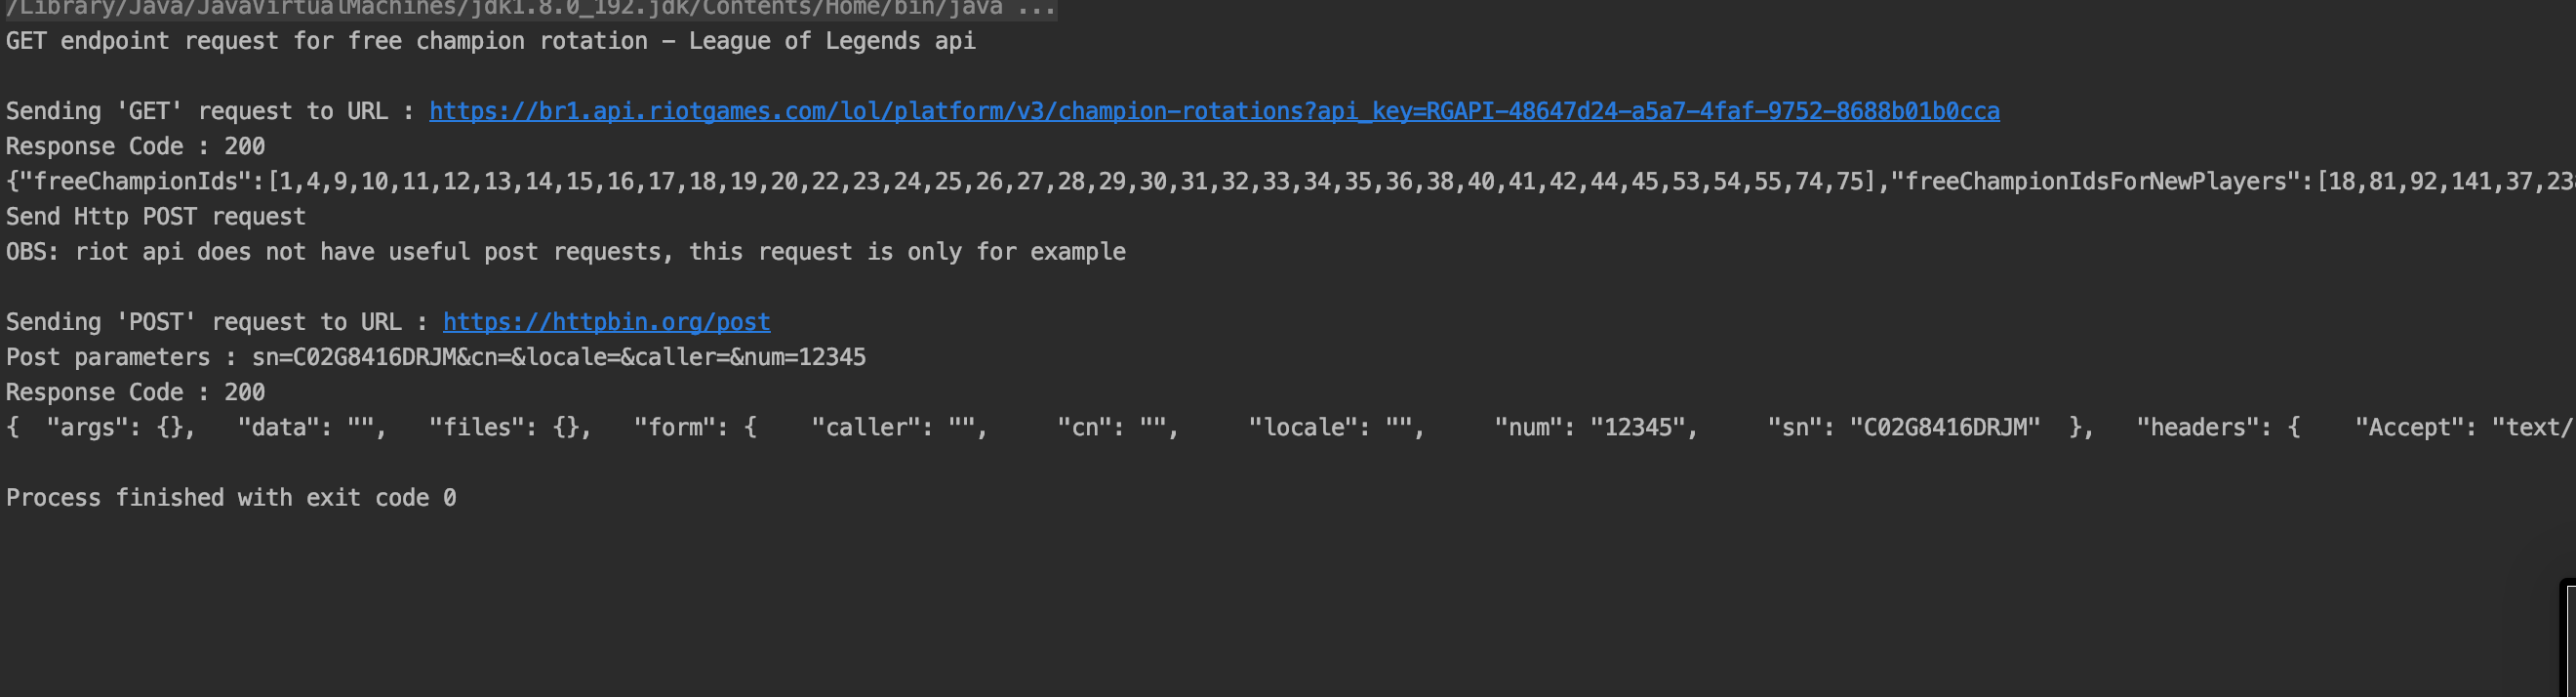 /Library/Java/JavaVirtualMachines/jdk1.8.0_192.jdk/Contents/Home/bin/java ...
GET endpoint request for free champion rotation – League of Legends api
Sending 'GET' request to URL : https://br1.api.riotgames.com/lol/platform/v3/champion-rotations?api_key=RGAPI-48647d24-a5a7-4faf-9752-8688b01b0cca
Response Code : 200
{"freeChampionIds":[1,4,9,10,11,12,13,14,15,16,17,18,19,20,22,23,24,25,26,27,28,29,30,31,32,33,34,35,36,38,40,41,42,44,45,53,54,55,74,75],"freeChampionIdsForNewPlayers":[18,81,92,141,37,23
Send Http POST request
OBS: riot api does not have useful post requests, this request is only for example
Sending 'POST' request to URL : https://httpbin.org/post
Post parameters : sn=C02G8416DRJM&cn=&locale=&caller=&num=12345
Response Code : 200
{  "args": {},   "data": "",   "files": {},   "form": {    "caller": "",     "cn": "",     "locale": "",     "num": "12345",     "sn": "C02G8416DRJM"  },   "headers": {    "Accept": "text/
Process finished with exit code 0